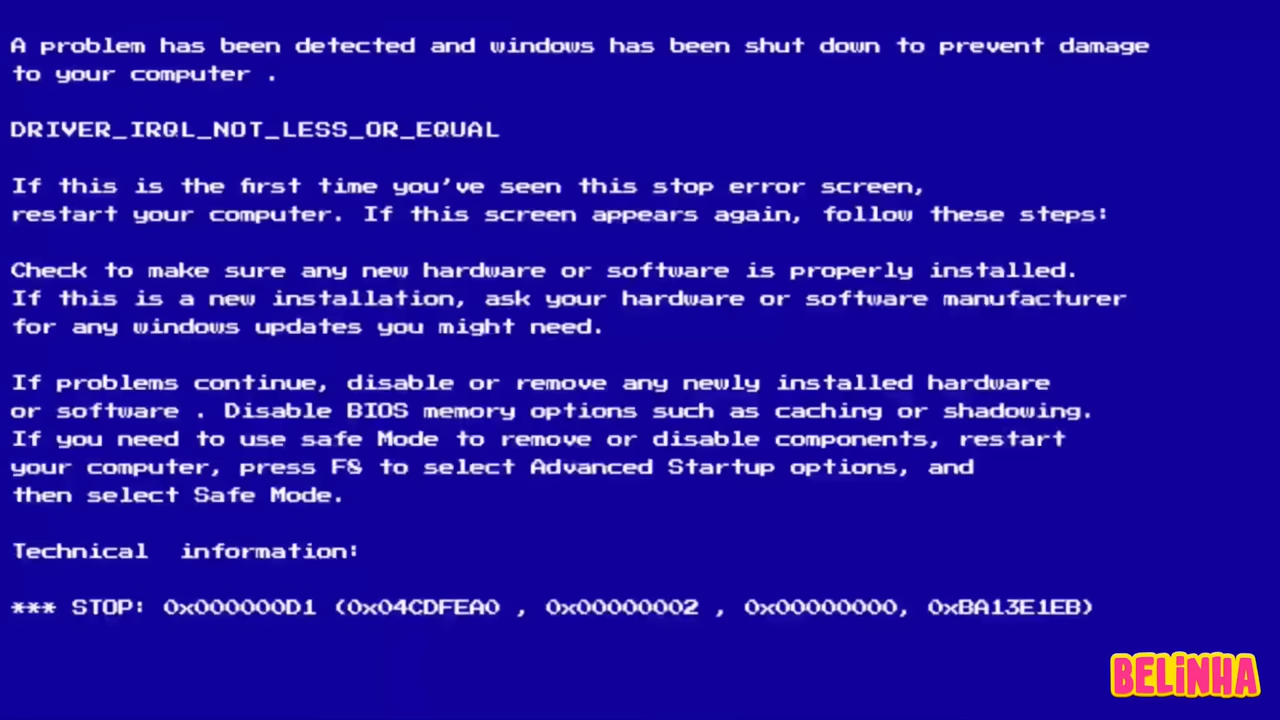 A problem has been detected and windows has been shut down to prevent damage
to your computer .
DRIVER_IRQL_NOT_LESS_OR_EQUAL
If this is the first time you've seen this stop error screen,
restart your computer. If this screen appears again, follow these steps:
Check to make sure any new hardware or software is properly installed.
If this is a new installation, ask your hardware or software manufacturer
for any windows updates you might need.
If problems continue, disable or remove any newly installed hardware
or software . Disable BIOS memory options such as caching or shadowing.
If you need to use safe Mode to remove or disable components, restart
your computer, press F& to select Advanced Startup options, and
then select Safe Mode.
Technical information:
*** STOP: 0x000000D1 (0x04CDFEA0 , 0x00000002 , 0x00000000, 0xBA13E1EB)
BELiNHA